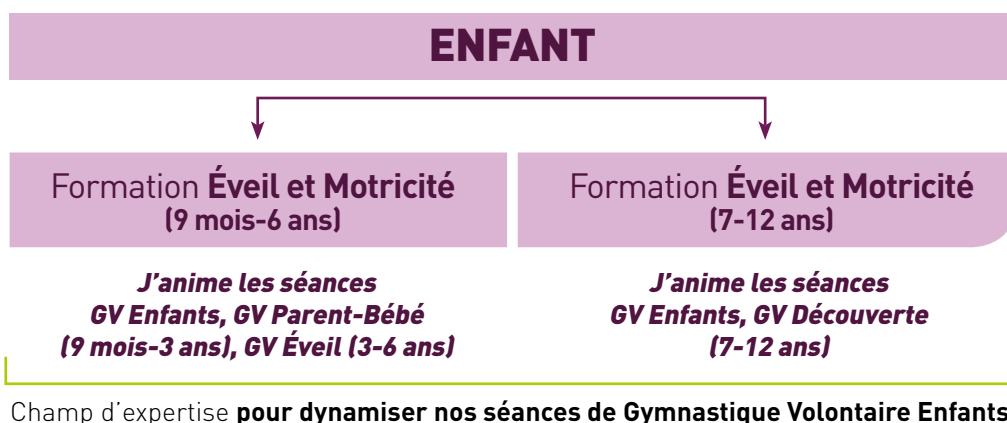 ENFANT
Formation Éveil et Motricité
(9 mois-6 ans)
J’anime les séances
GV Enfants, GV Parent-Bébé
(9 mois-3 ans), GV Éveil (3-6 ans)
Formation Éveil et Motricité
(7-12 ans)
J’anime les séances
GV Enfants, GV Découverte
(7-12 ans)
Champ d’expertise pour dynamiser nos séances de Gymnastique Volontaire Enfants